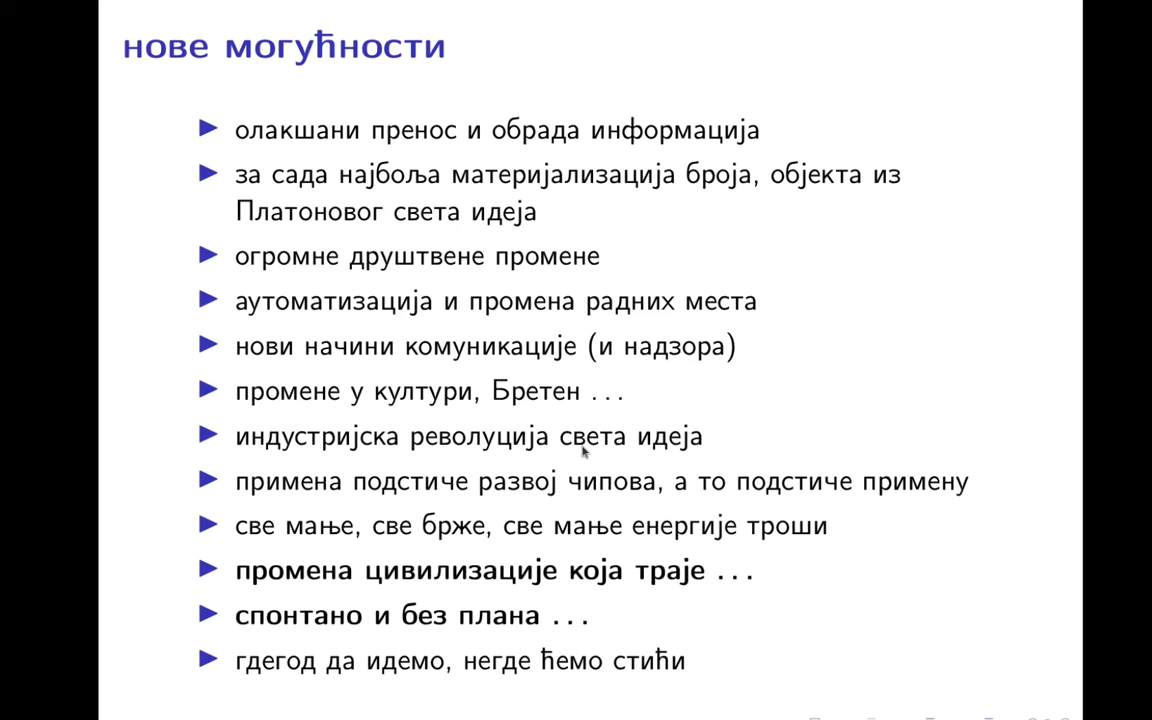 нове могућности
олакшани пренос и обрада информација
за сада најбоља материјализација броја, објекта из
Платоновог света идеја
огромне друштвене промене
аутоматизација и промена радних места
нови начини комуникације (и надзора)
промене у култури, Бретен ...
индустријска револуција света идеја
примена подстиче развој чипова, а то подстиче примену
све мање, све брже, све мање енергије троши
промена цивилизације која траје ...
спонтано и без плана ...
гдегод да идемо, негде ћемо стићи